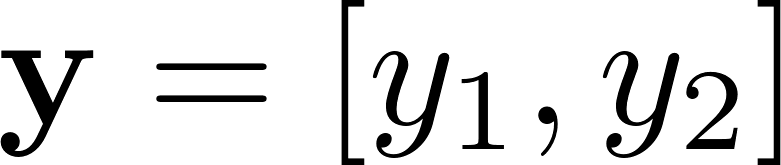 𝐲 = [y₁, y₂]